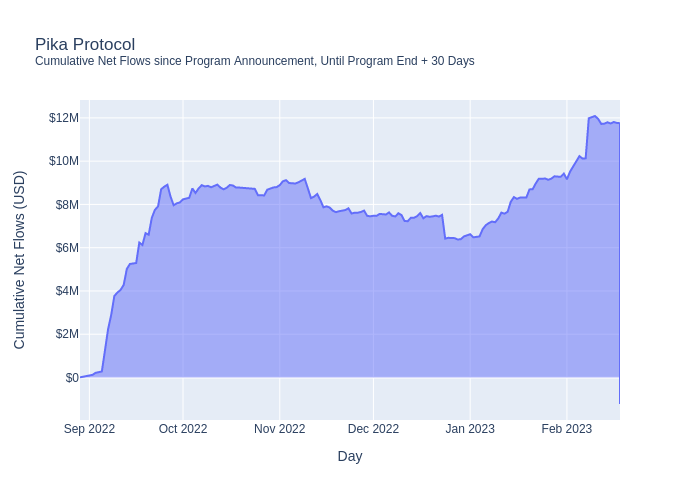 Pika Protocol
Cumulative Net Flows since Program Announcement, Until Program End + 30 Days
Cumulative Net Flows (USD)
$12M
$10M
$8M
$6M
$4M
$2M
$0
Sep 2022
Oct 2022
Nov 2022
Dec 2022
Jan 2023
Feb 2023
Day